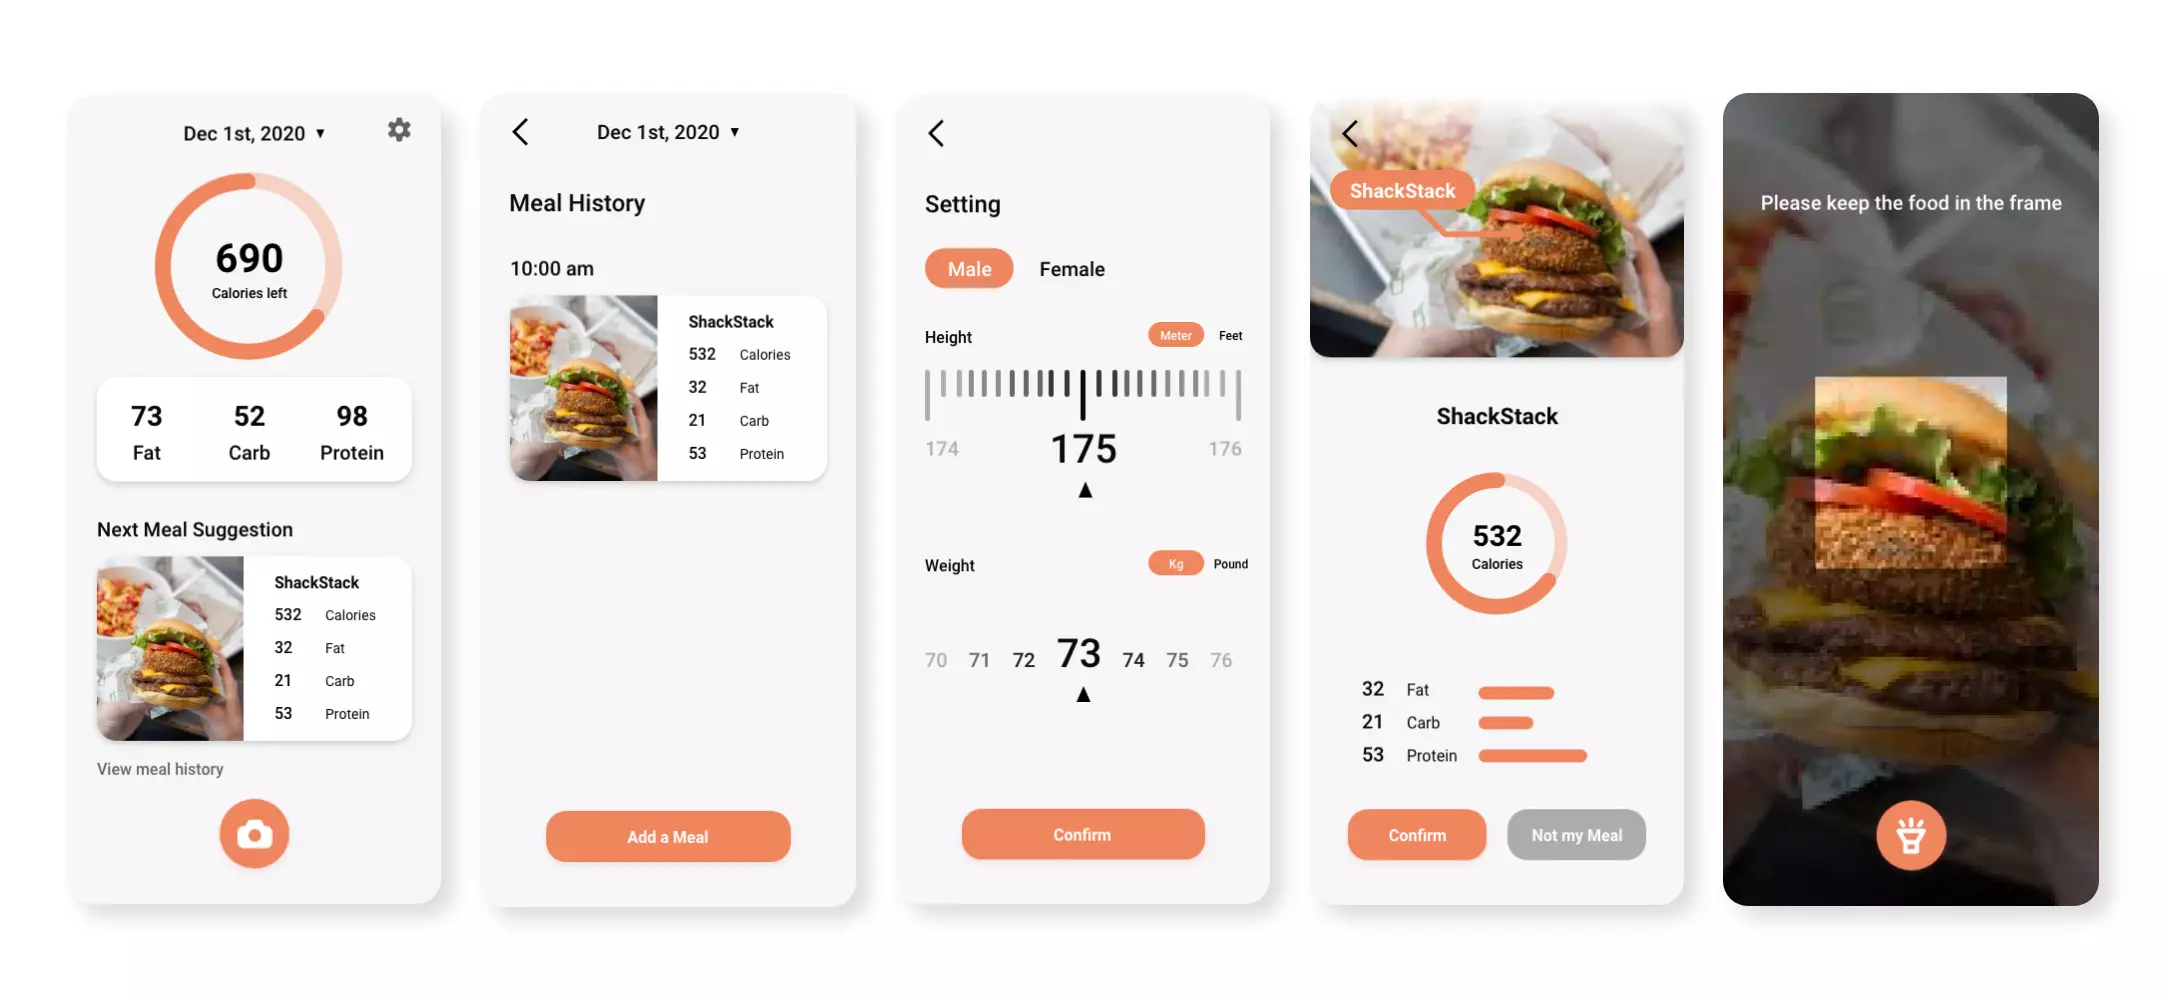 Dec 1st, 2020 ▼
690
Calories left
73 52 98
Fat Carb Protein
Next Meal Suggestion
ShackStack
532 Calories
32 Fat
21 Carb
53 Protein
View meal history
Dec 1st, 2020 ▼
Meal History
10:00 am
ShackStack
532 Calories
32 Fat
21 Carb
53 Protein
Add a Meal
Setting
Male Female
Height Meter Feet
174 175 176
Weight Kg Pound
70 71 72 73 74 75 76
Confirm
ShackStack
ShackStack
532
Calories
32 Fat
21 Carb
53 Protein
Confirm Not my Meal
Please keep the food in the frame